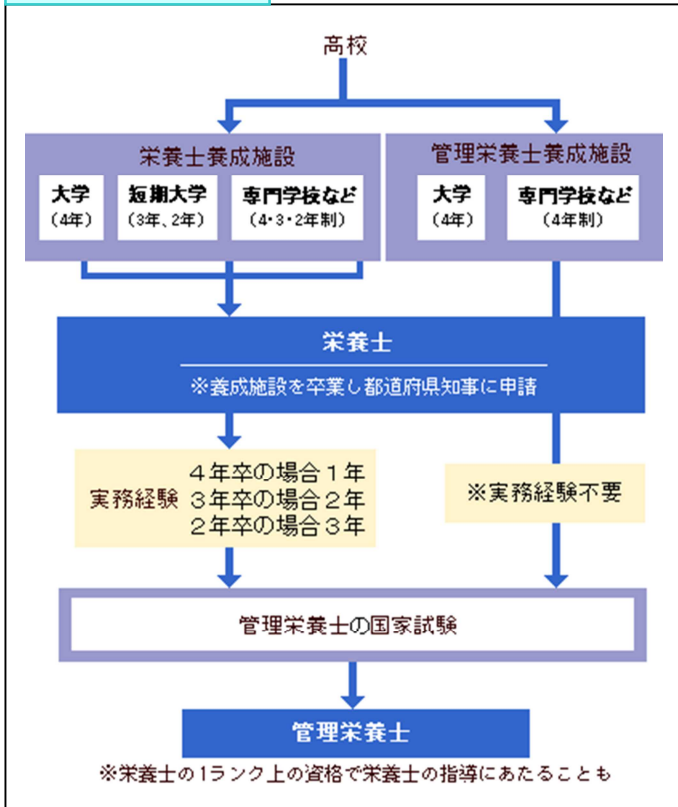 高校
栄養士養成施設
管理栄養士養成施設
大学
(4年)
短期大学
(3年、2年)
専門学校など
(4・3・2年制)
大学
(4年)
専門学校など
(4年制)
栄養士
※養成施設を卒業し都道府県知事に申請
実務経験
4年卒の場合1年
3年卒の場合2年
2年卒の場合3年
※実務経験不要
管理栄養士の国家試験
管理栄養士
※栄養士の1ランク上の資格で栄養士の指導にあたることも